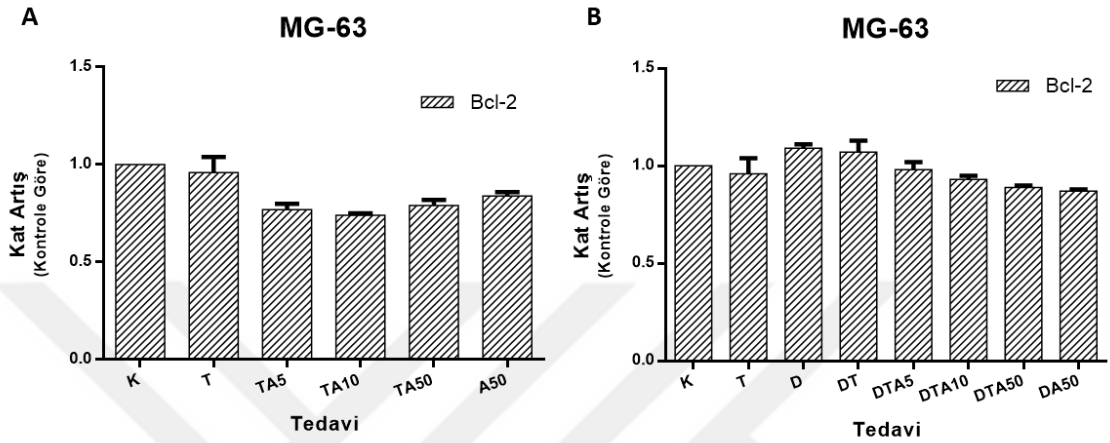 A
MG-63
1.5
1.0
0.5
0.0
Kat Artış
(Kontrole Göre)
Bcl-2
K
T
TA5
TA10
TA50
A50
Tedavi
B
MG-63
1.5
1.0
0.5
0.0
Kat Artış
(Kontrole Göre)
Bcl-2
K
T
D
DT
DTA5
DTA10
DTA50
DA50
Tedavi